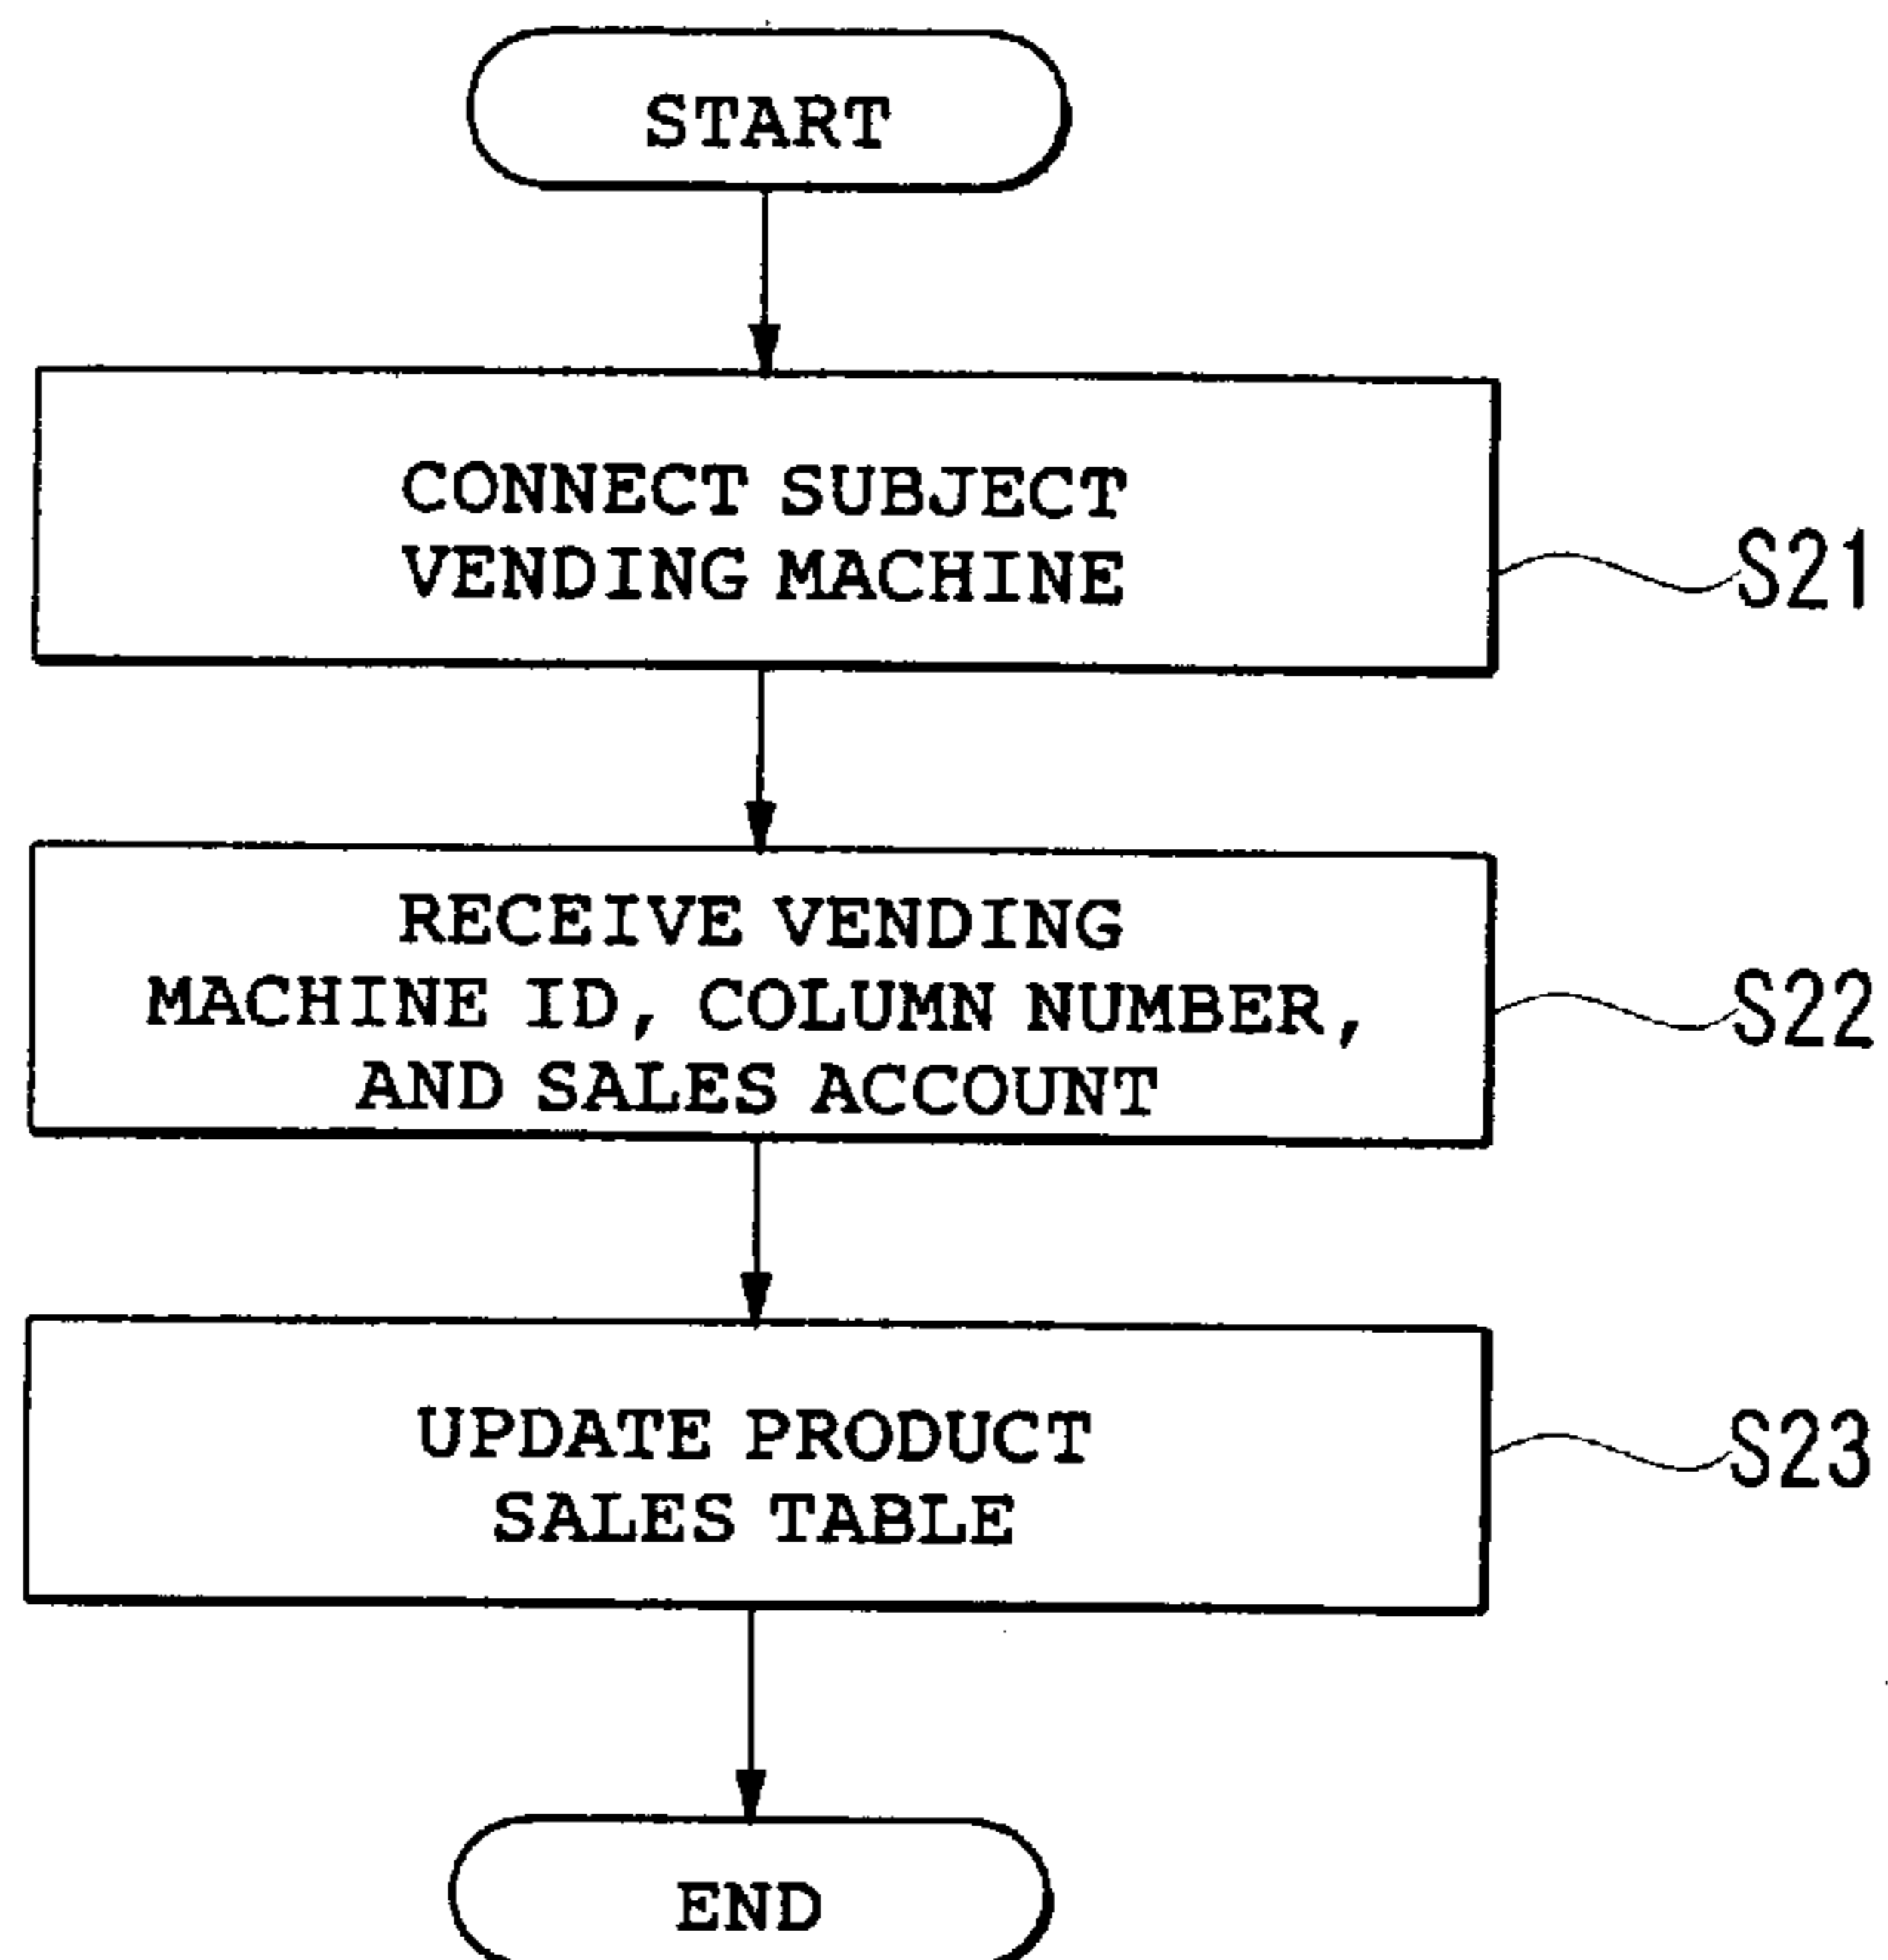 START
CONNECT SUBJECT
VENDING MACHINE
S21
RECEIVE VENDING
MACHINE ID, COLUMN NUMBER,
AND SALES ACCOUNT
S22
UPDATE PRODUCT
SALES TABLE
S23
END